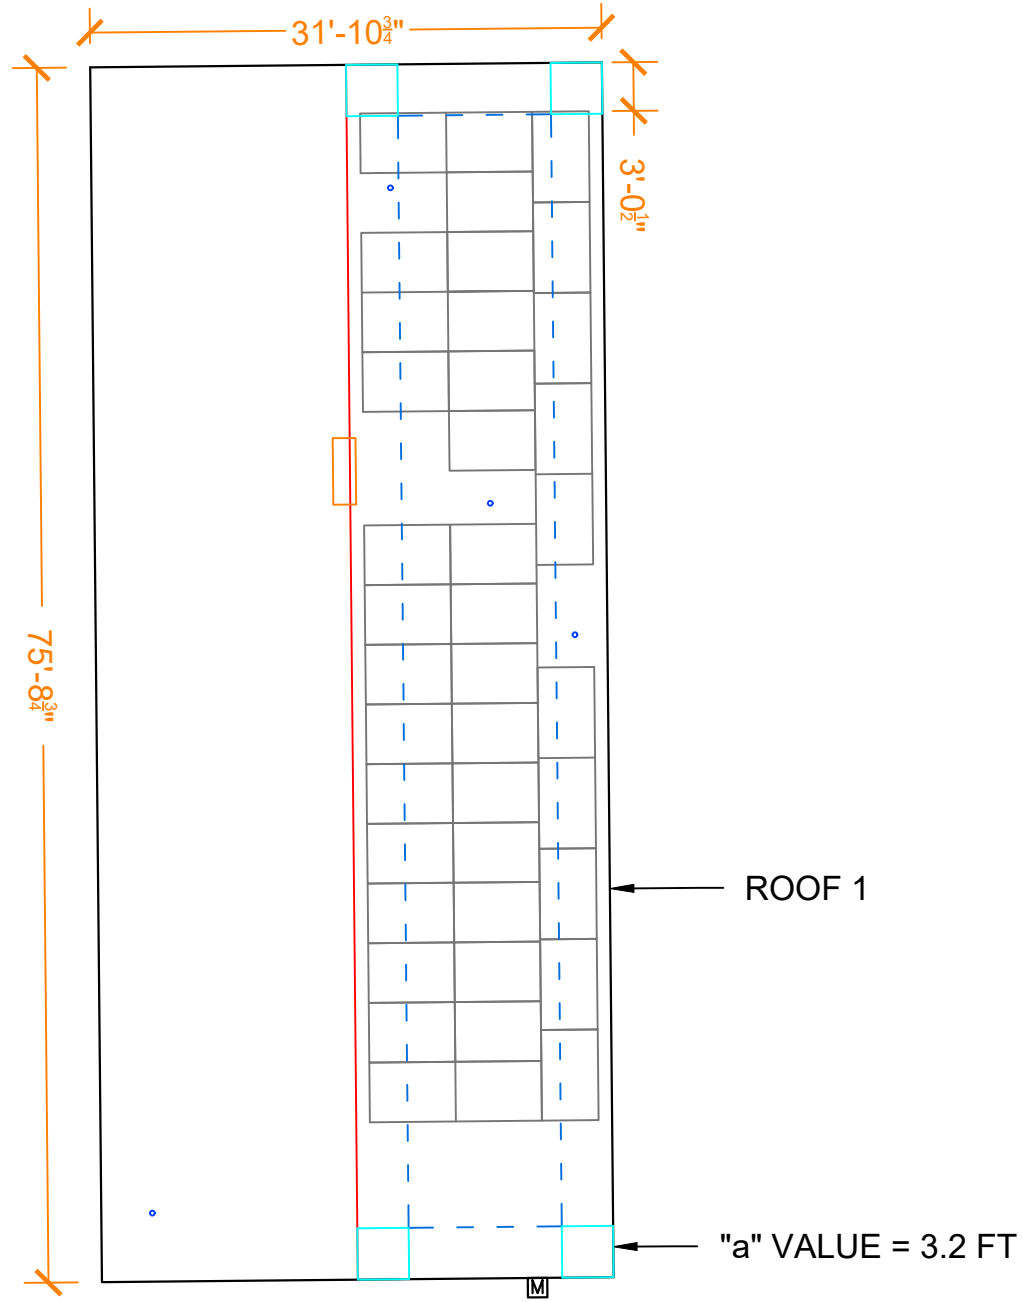 31'-10¾"
3'-0½"
75'-8¾"
ROOF 1
"a" VALUE = 3.2 FT
M